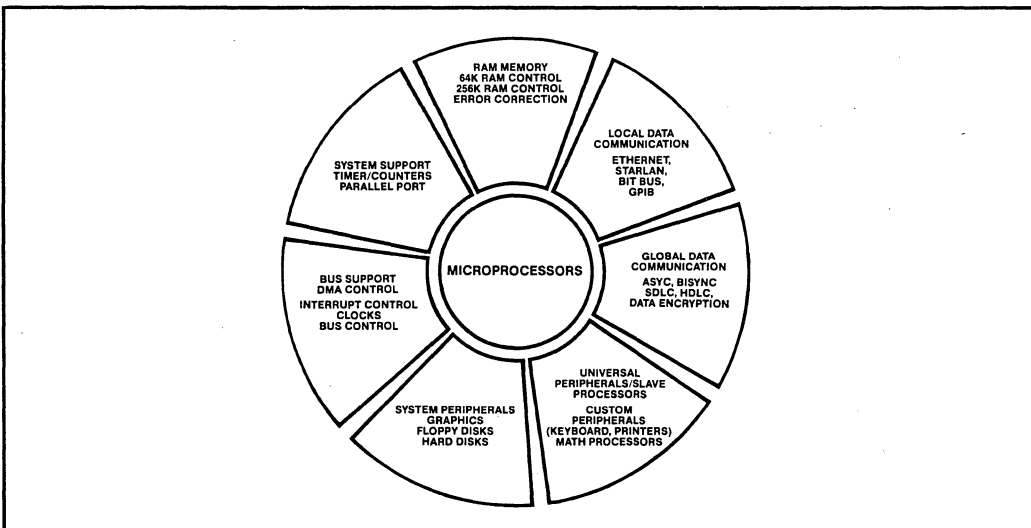 RAM MEMORY
64K RAM CONTROL
256K RAM CONTROL
ERROR CORRECTION
LOCAL DATA
COMMUNICATION
ETHERNET,
STARLAN,
BIT BUS,
GPIB
GLOBAL DATA
COMMUNICATION
ASYC, BISYNC
SDLC, HDLC,
DATA ENCRYPTION
UNIVERSAL
PERIPHERALS/SLAVE
PROCESSORS
CUSTOM
PERIPHERALS
(KEYBOARD, PRINTERS)
MATH PROCESSORS
SYSTEM PERIPHERALS
GRAPHICS
FLOPPY DISKS
HARD DISKS
BUS SUPPORT
DMA CONTROL
INTERRUPT CONTROL
CLOCKS
BUS CONTROL
SYSTEM SUPPORT
TIMER/COUNTERS
PARALLEL PORT
MICROPROCESSORS